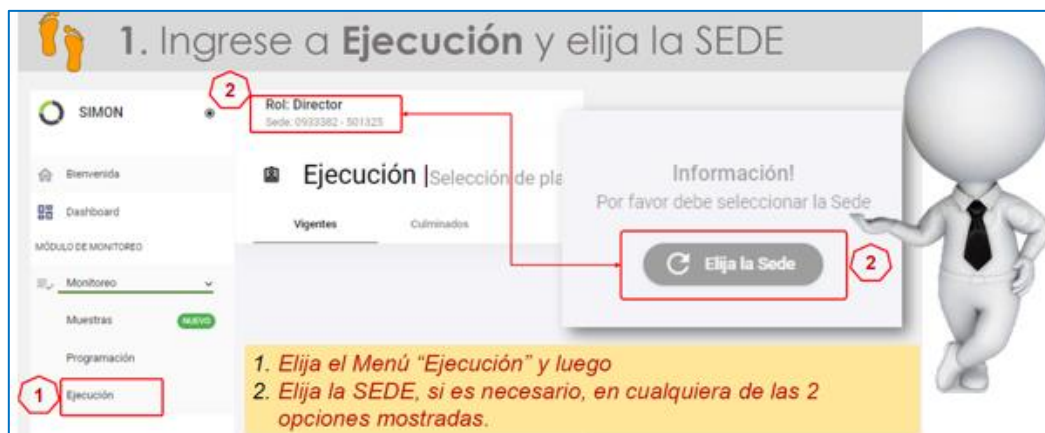 1. Ingrese a Ejecución y elija la SEDE
2
SIMON
Rol: Director
Sede: 0933382 - 501325
Bienvenida
Dashboard
MÓDULO DE MONITOREO
Monitoreo
Muestras NUEVO
Programación
1
Ejecución
Ejecución |Selección de pla
Vigentes Culminados
Información!
Por favor debe seleccionar la Sede
Elija la Sede
2
1. Elija el Menú “Ejecución” y luego
2. Elija la SEDE, si es necesario, en cualquiera de las 2
opciones mostradas.